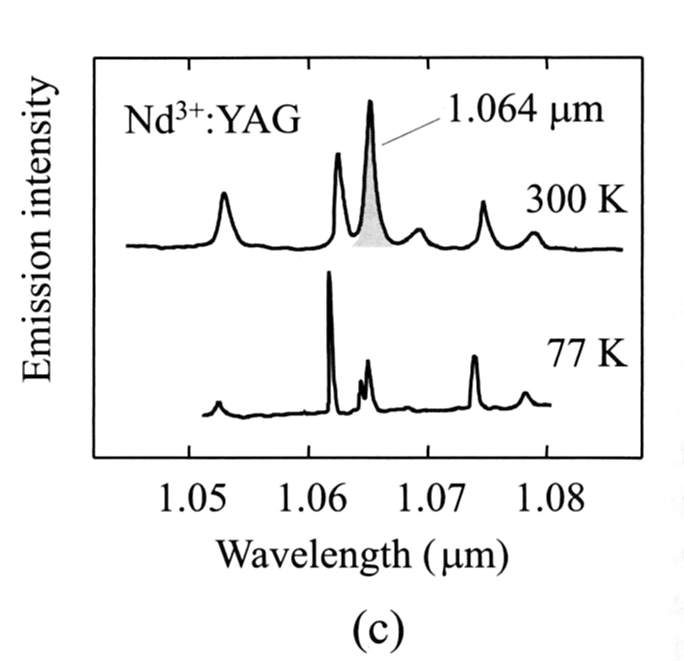 Emission intensity
Nd³⁺:YAG
1.064 μm
300 K
77 K
1.05 1.06 1.07 1.08
Wavelength (μm)
(c)